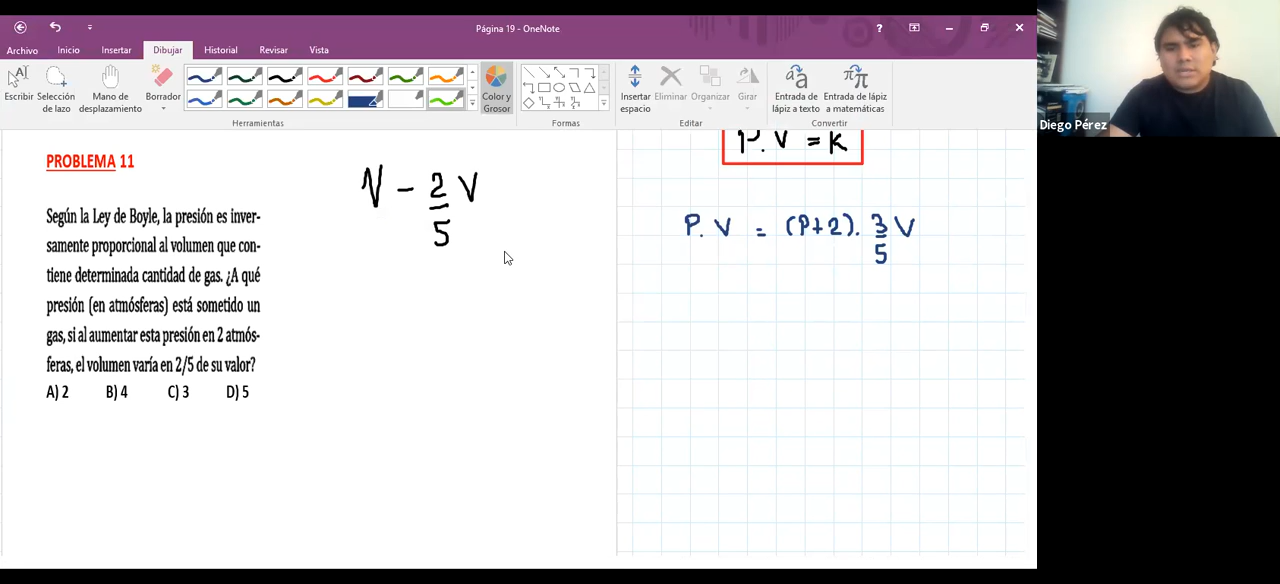 Página 19 - OneNote
Archivo Inicio Insertar Dibujar Historial Revisar Vista
Escribir Selección de lazo Mano de desplazamiento Borrador Color y Grosor Insertar espacio Eliminar Organizar Girar Entrada de lápiz a texto Entrada de lápiz a matemáticas
Herramientas Formas Editar Convertir
Diego Pérez
PROBLEMA 11
Según la Ley de Boyle, la presión es inver-
samente proporcional al volumen que con-
tiene determinada cantidad de gas. ¿A qué
presión (en atmósferas) está sometido un
gas, si al aumentar esta presión en 2 atmós-
feras, el volumen varía en 2/5 de su valor?
A) 2 B) 4 C) 3 D) 5
V - 2/5 V
P. V = K
P. V = (P+2). 3/5 V